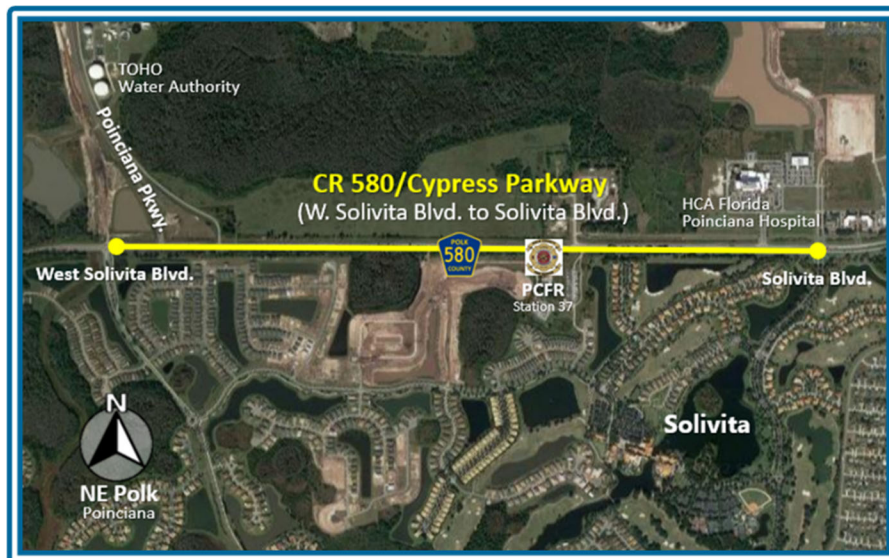 TOHO
Water Authority
Poinciana Pkwy.
CR 580/Cypress Parkway
(W. Solivita Blvd. to Solivita Blvd.)
HCA Florida
Poinciana Hospital
POLK
580
COUNTY
West Solivita Blvd.
PCFR
Station 37
Solivita Blvd.
Solivita
N
NE Polk
Poinciana